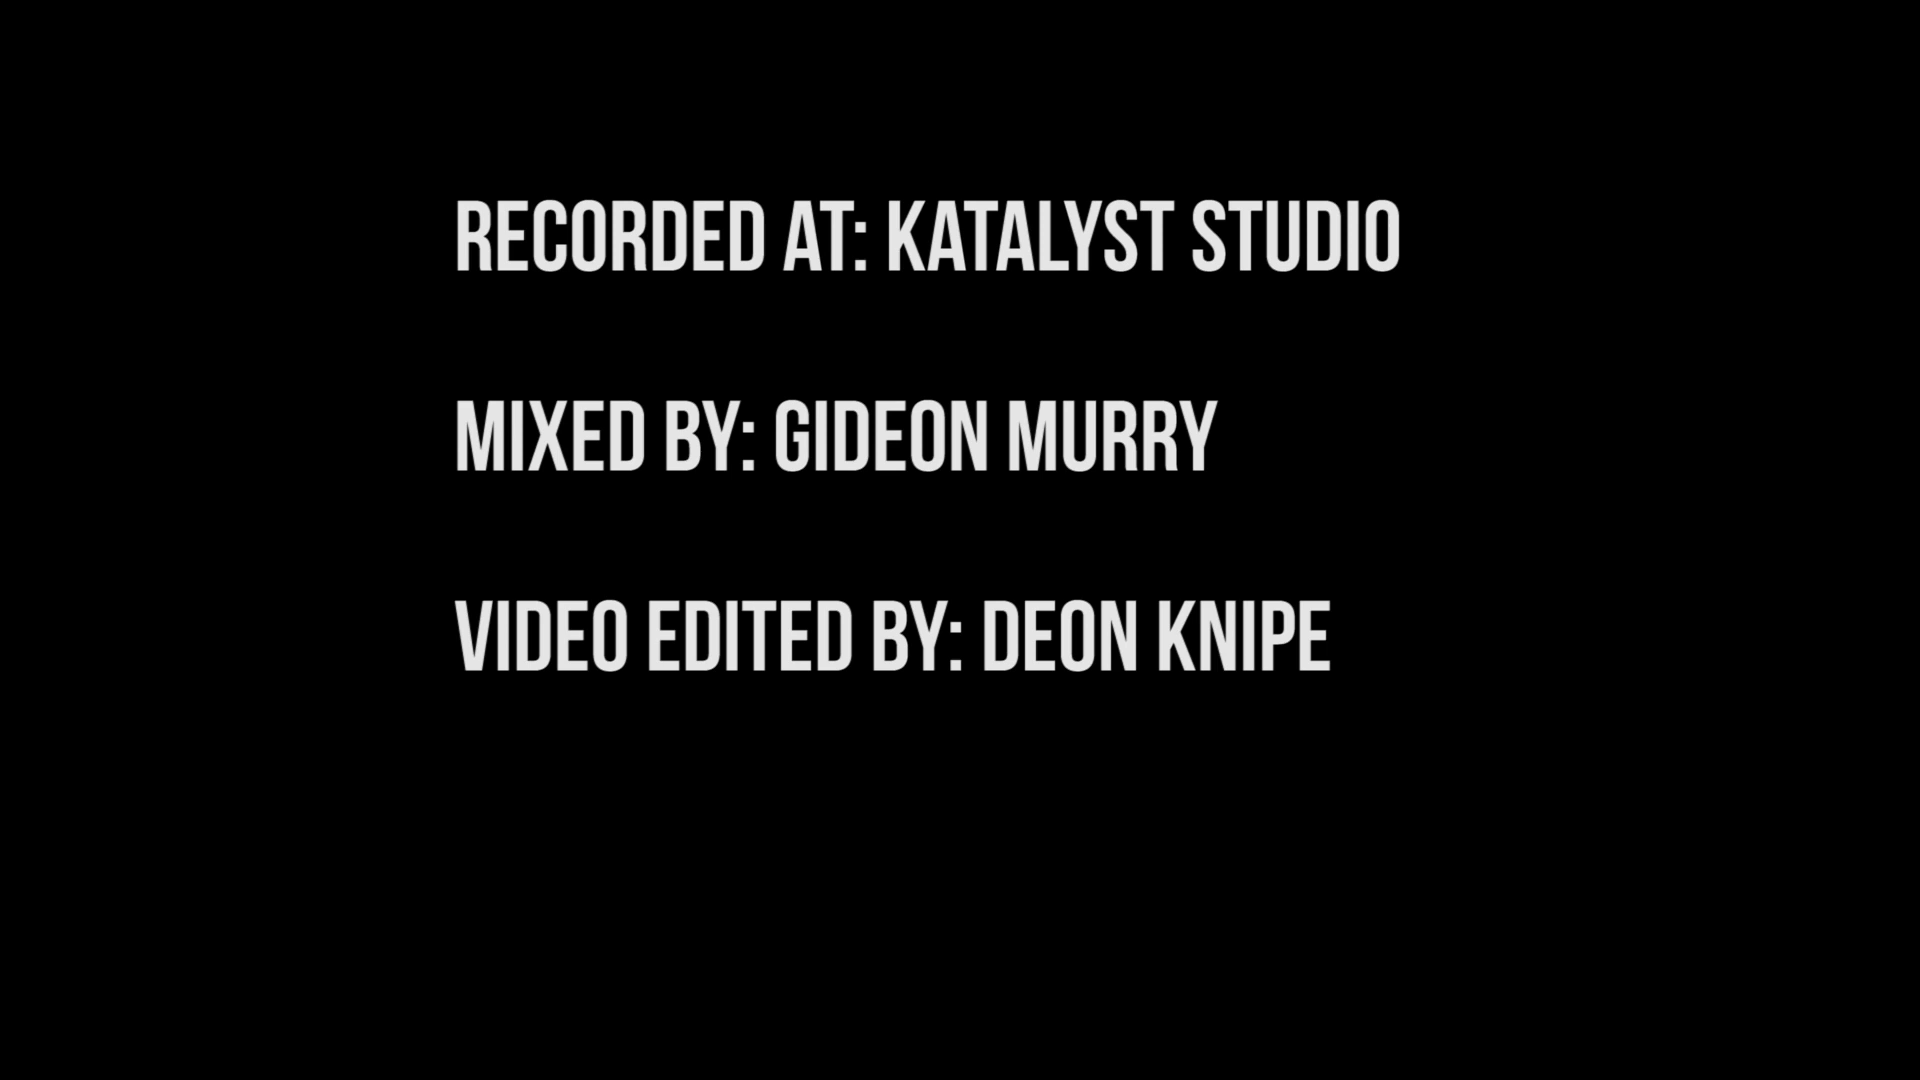 RECORDED AT: KATALYST STUDIO
MIXED BY: GIDEON MURRY
VIDEO EDITED BY: DEON KNIPE